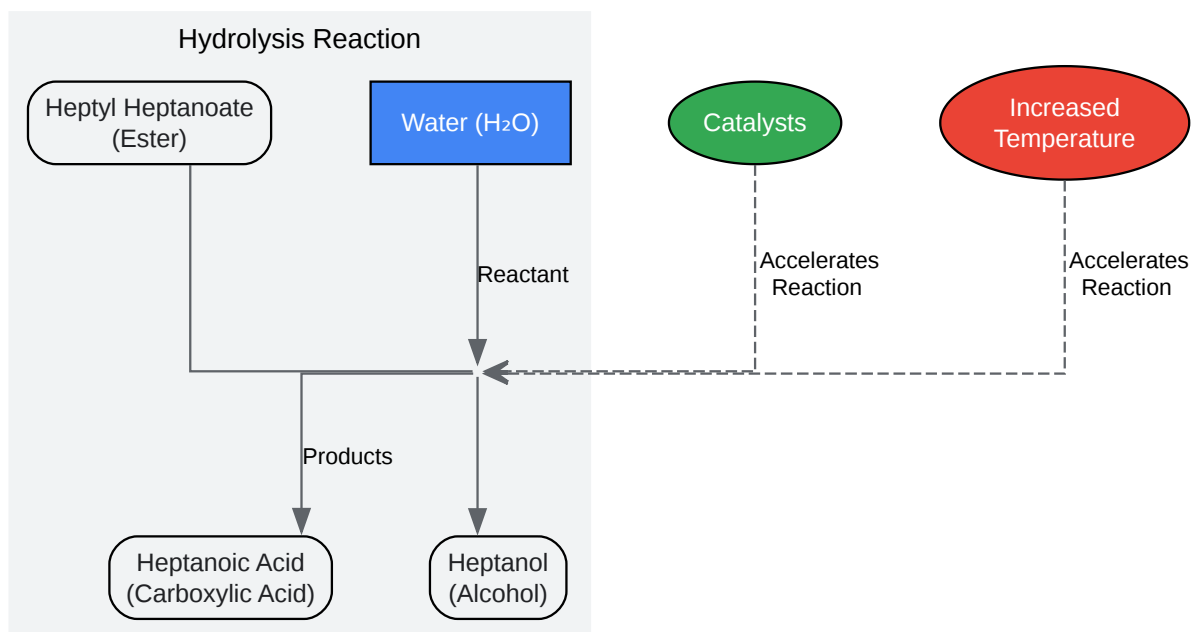 Hydrolysis Reaction
Heptyl Heptanoate
(Ester)
Water (H₂O)
Catalysts
Increased
Temperature
Reactant
Accelerates
Reaction
Accelerates
Reaction
Products
Heptanoic Acid
(Carboxylic Acid)
Heptanol
(Alcohol)